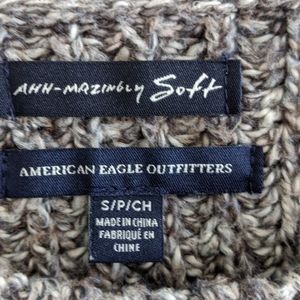 AHH-MAZINGLY Soft
AMERICAN EAGLE OUTFITTERS
S/P/CH
MADE IN CHINA
FABRIQUÉ EN
CHINE